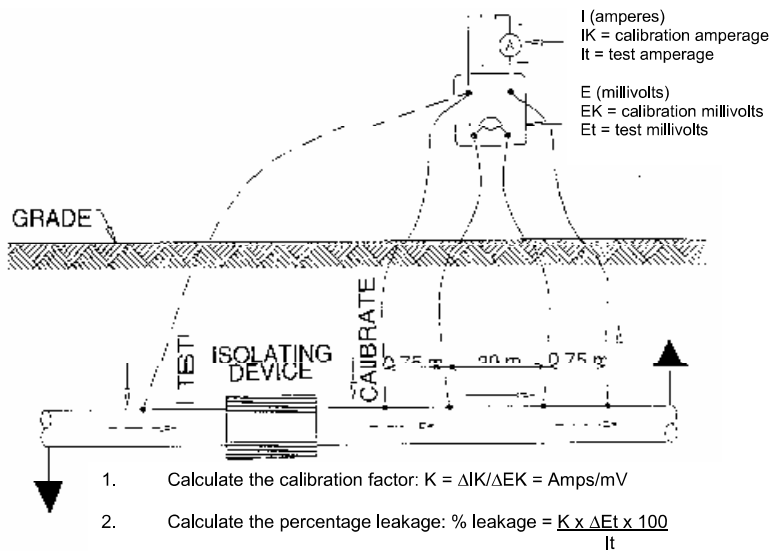 I (amperes)
IK = calibration amperage
It = test amperage
A
E (millivolts)
EK = calibration millivolts
Et = test millivolts
GRADE
TEST
ISOLATING
DEVICE
CALIBRATE
0.75 m
30 m
0.75 m
1. Calculate the calibration factor: K = ΔIK/ΔEK = Amps/mV
2. Calculate the percentage leakage: % leakage = K x ΔEt x 100
It